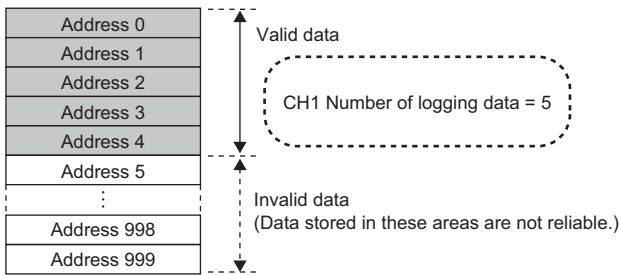 Address 0
Address 1
Address 2
Address 3
Address 4
Address 5
⋮
Address 998
Address 999
Valid data
CH1 Number of logging data = 5
Invalid data
(Data stored in these areas are not reliable.)